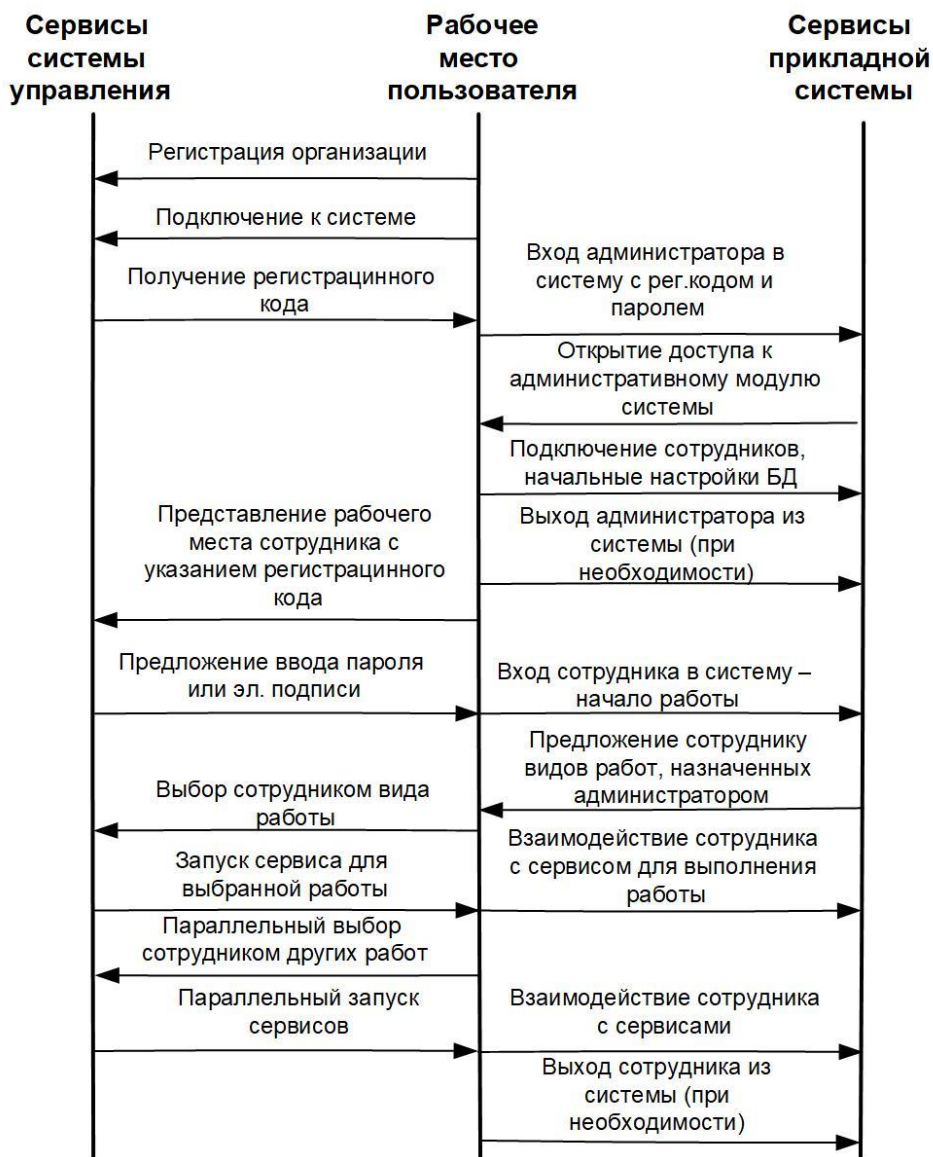 Сервисы
системы
управления
Рабочее
место
пользователя
Сервисы
прикладной
системы
Регистрация организации
Подключение к системе
Получение регистрацинного
кода
Вход администратора в
систему с рег.кодом и
паролем
Открытие доступа к
административному модулю
системы
Подключение сотрудников,
начальные настройки БД
Выход администратора из
системы (при
необходимости)
Представление рабочего
места сотрудника с
указанием регистрацинного
кода
Предложение ввода пароля
или эл. подписи
Вход сотрудника в систему –
начало работы
Предложение сотруднику
видов работ, назначенных
администратором
Выбор сотрудником вида
работы
Запуск сервиса для
выбранной работы
Взаимодействие сотрудника
с сервисом для выполнения
работы
Параллельный выбор
сотрудником других работ
Параллельный запуск
сервисов
Взаимодействие сотрудника
с сервисами
Выход сотрудника из
системы (при
необходимости)